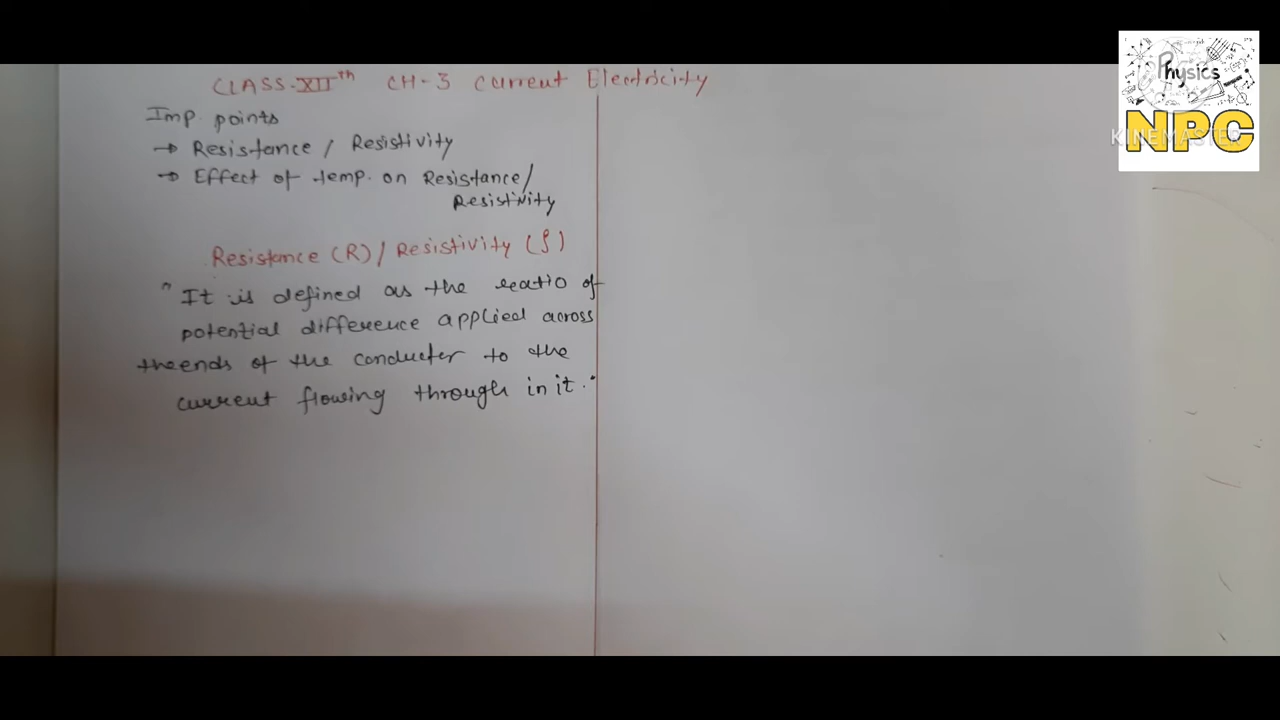 CLASS-XIIth CH-3 Current Electricity
Imp. points
→ Resistance / Resistivity
→ Effect of temp. on Resistance/
Resistivity
Resistance (R) / Resistivity (ρ)
" It is defined as the ratio of
potential difference applied across
the ends of the conducter to the
current flowing through in it."
Physics
NPC
KINEMASTER